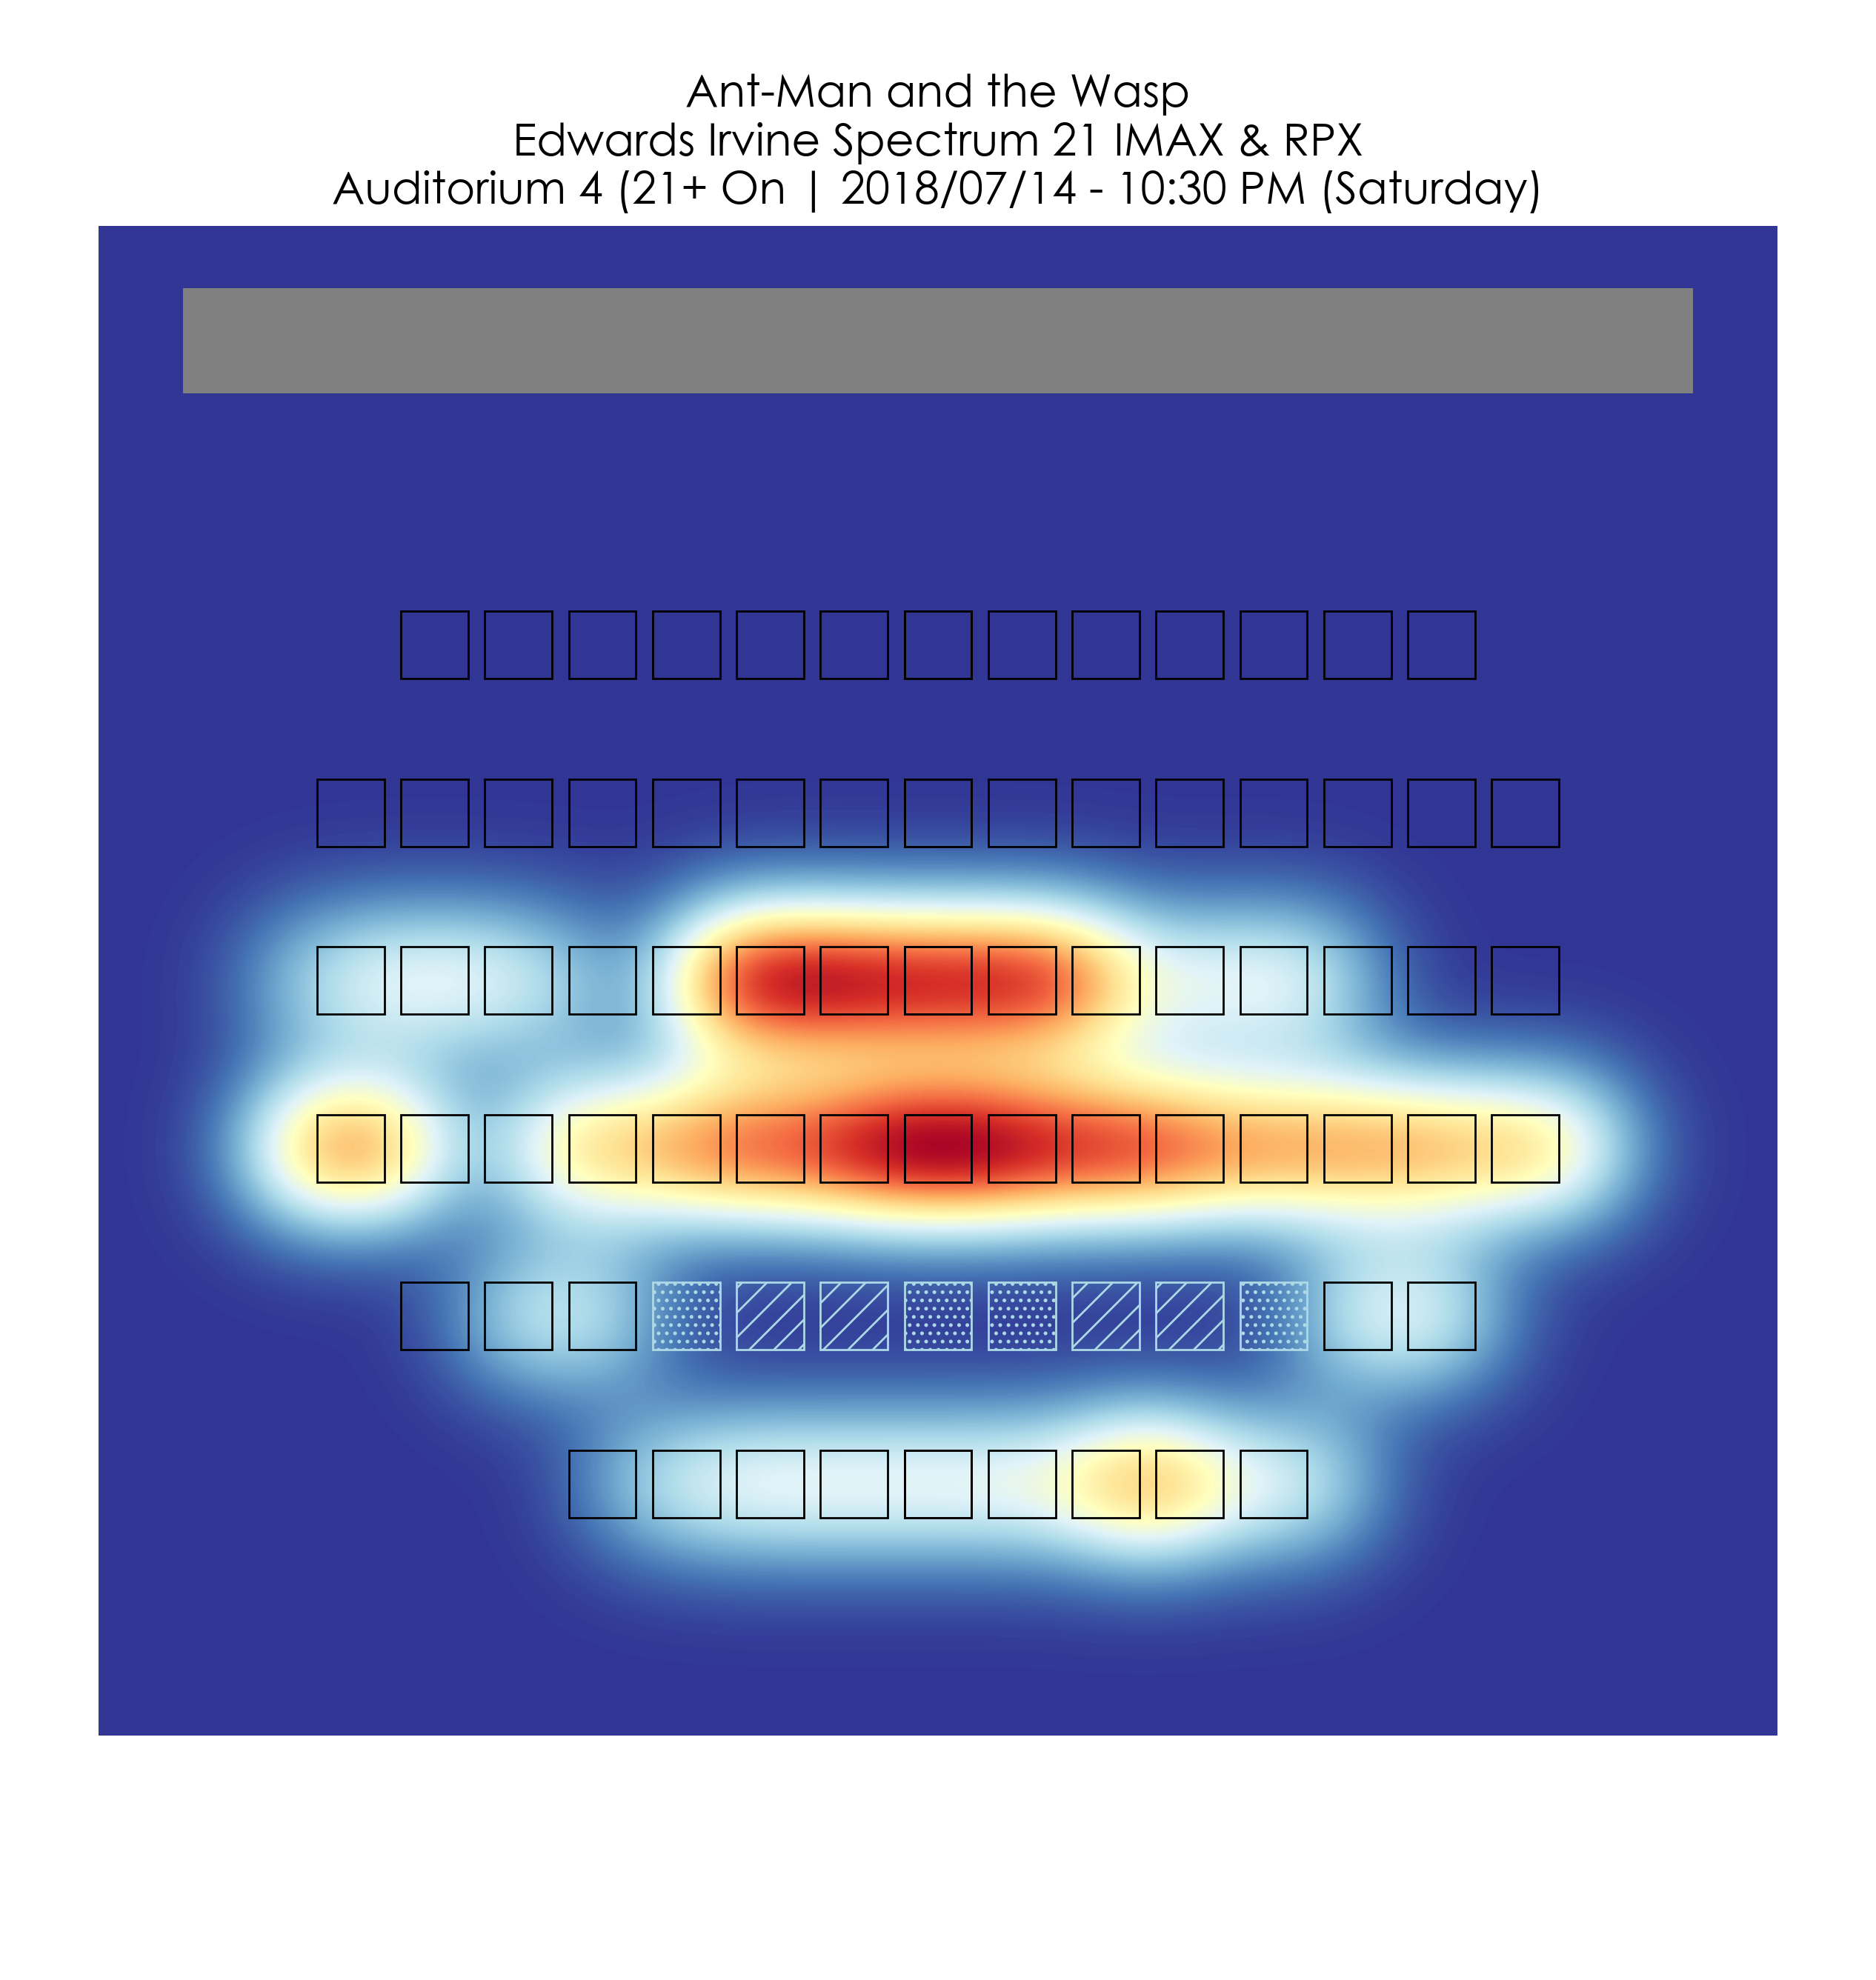 Ant-Man and the Wasp
Edwards Irvine Spectrum 21 IMAX & RPX
Auditorium 4 (21+ On | 2018/07/14 - 10:30 PM (Saturday)